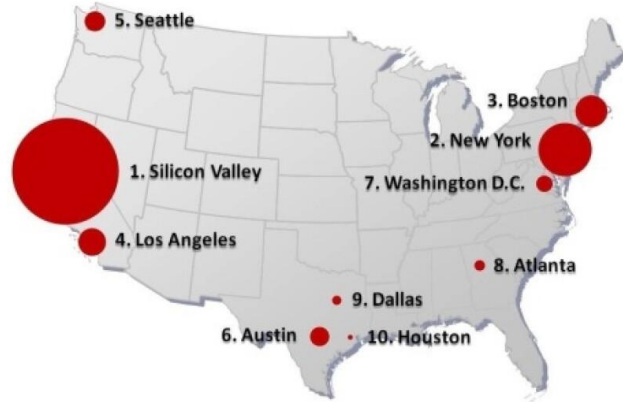 5. Seattle
3. Boston
2. New York
1. Silicon Valley
7. Washington D.C.
4. Los Angeles
8. Atlanta
9. Dallas
6. Austin
10. Houston